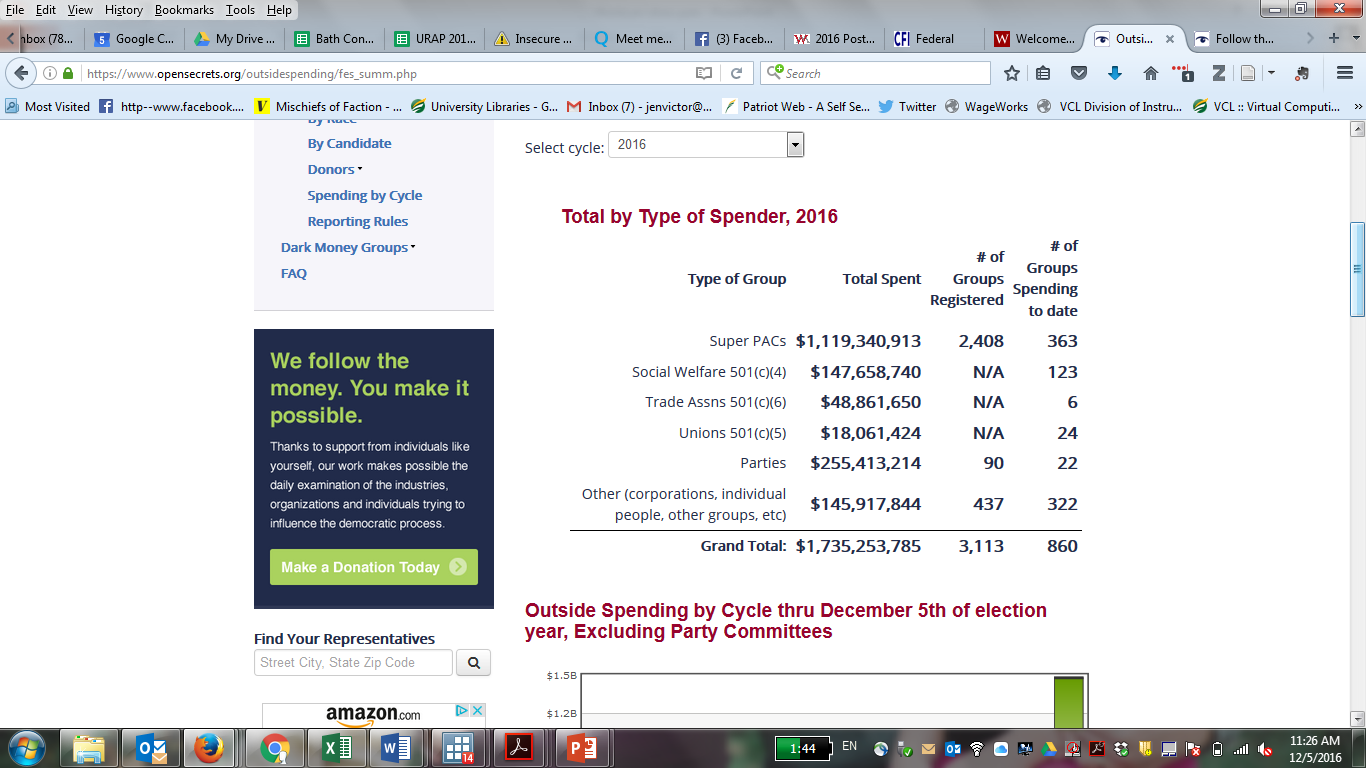 File Edit View History Bookmarks Tools Help
nbox (78... Google C... My Drive ... Bath Con... URAP 201... Insecure ... Meet me... (3) Faceb... 2016 Post... CFI Federal Welcome... Outsi... Follow th...
https://www.opensecrets.org/outsidespending/fes_summ.php Search
Most Visited http--www.facebook.... Mischiefs of Faction - ... University Libraries - G... Inbox (7) - jenvictor@... Patriot Web - A Self Se... Twitter WageWorks VCL Division of Instru... VCL :: Virtual Computi...
By Race
By Candidate
Donors
Spending by Cycle
Reporting Rules
Dark Money Groups
FAQ
We follow the
money. You make it
possible.
Thanks to support from individuals like
yourself, our work makes possible the
daily examination of the industries,
organizations and individuals trying to
influence the democratic process.
Make a Donation Today
Find Your Representatives
Street City, State Zip Code
amazon.com
Select cycle: 2016
Total by Type of Spender, 2016
Type of Group Total Spent # of Groups Registered # of Groups Spending to date
Super PACs $1,119,340,913 2,408 363
Social Welfare 501(c)(4) $147,658,740 N/A 123
Trade Assns 501(c)(6) $48,861,650 N/A 6
Unions 501(c)(5) $18,061,424 N/A 24
Parties $255,413,214 90 22
Other (corporations, individual
people, other groups, etc) $145,917,844 437 322
Grand Total: $1,735,253,785 3,113 860
Outside Spending by Cycle thru December 5th of election
year, Excluding Party Committees
$1.5B
$1.2B
14
1:44 EN 11:26 AM
12/5/2016